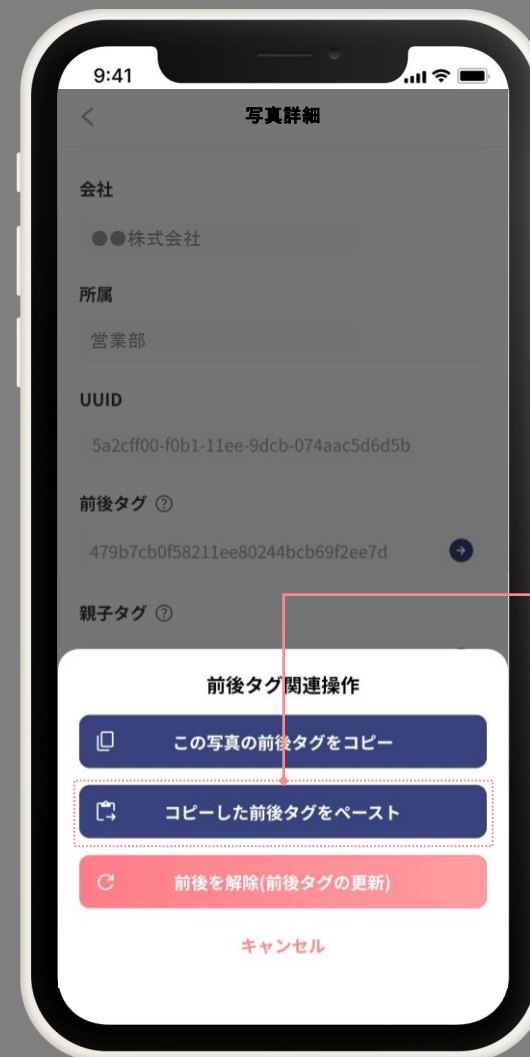 9:41
写真詳細
会社
●●株式会社
所属
営業部
UUID
5a2cff00-f0b1-11ee-9dcb-074aac5d6d5b
前後タグ ?
479b7cb0f58211ee80244bcb69f2ee7d
親子タグ ?
前後タグ関連操作
この写真の前後タグをコピー
コピーした前後タグをペースト
前後を解除(前後タグの更新)
キャンセル